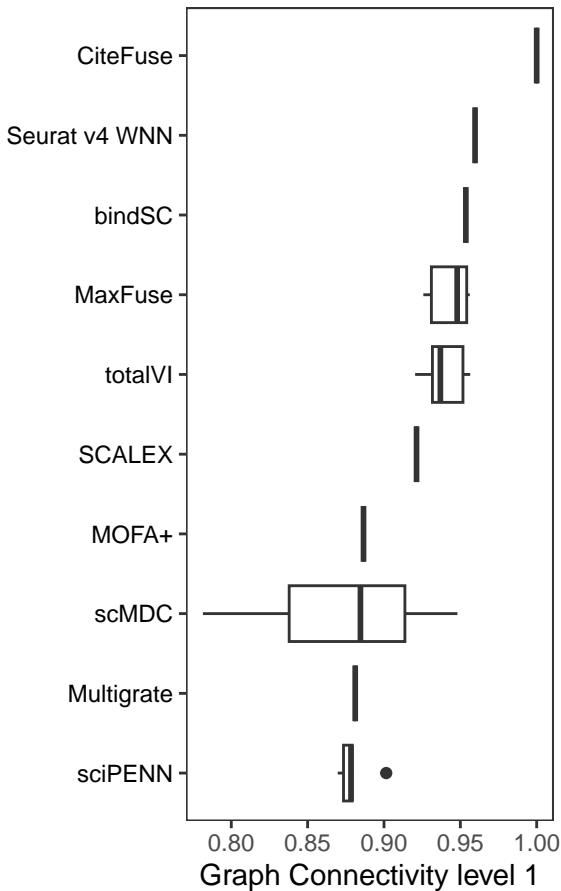 CiteFuse
Seurat v4 WNN
bindSC
MaxFuse
totalVI
SCALEX
MOFA+
scMDC
Multigrate
sciPENN
0.80 0.85 0.90 0.95 1.00
Graph Connectivity level 1